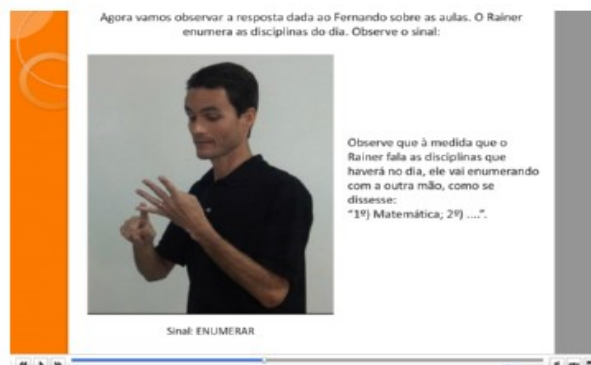 Agora vamos observar a resposta dada ao Fernando sobre as aulas. O Rainer
enumera as disciplinas do dia. Observe o sinal:
Observe que à medida que o
Rainer fala as disciplinas que
haverá no dia, ele vai enumerando
com a outra mão, como se
dissesse:
"1º) Matemática; 2º) ....".
Sinal: ENUMERAR